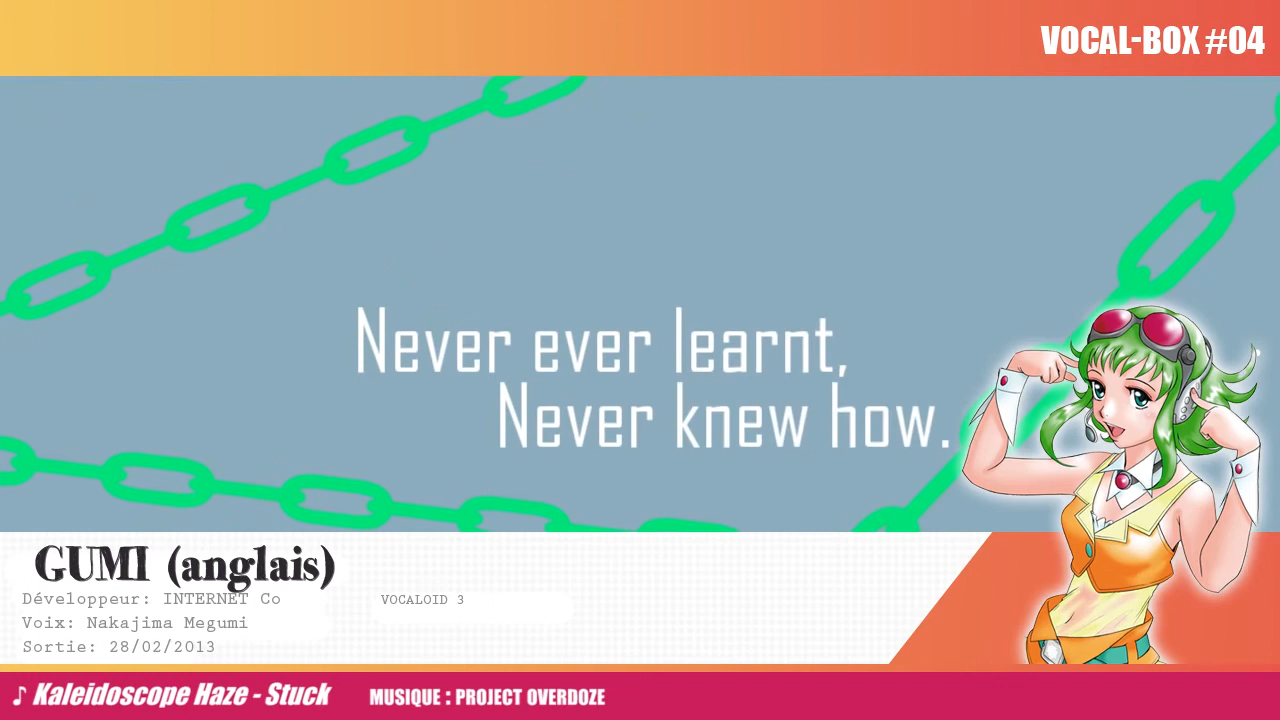 VOCAL-BOX #04
Never ever learnt,
Never knew how.
GUMI (anglais)
Développeur: INTERNET Co
VOCALOID 3
Voix: Nakajima Megumi
Sortie: 28/02/2013
♪ Kaleidoscope Haze - Stuck
MUSIQUE : PROJECT OVERDOZE